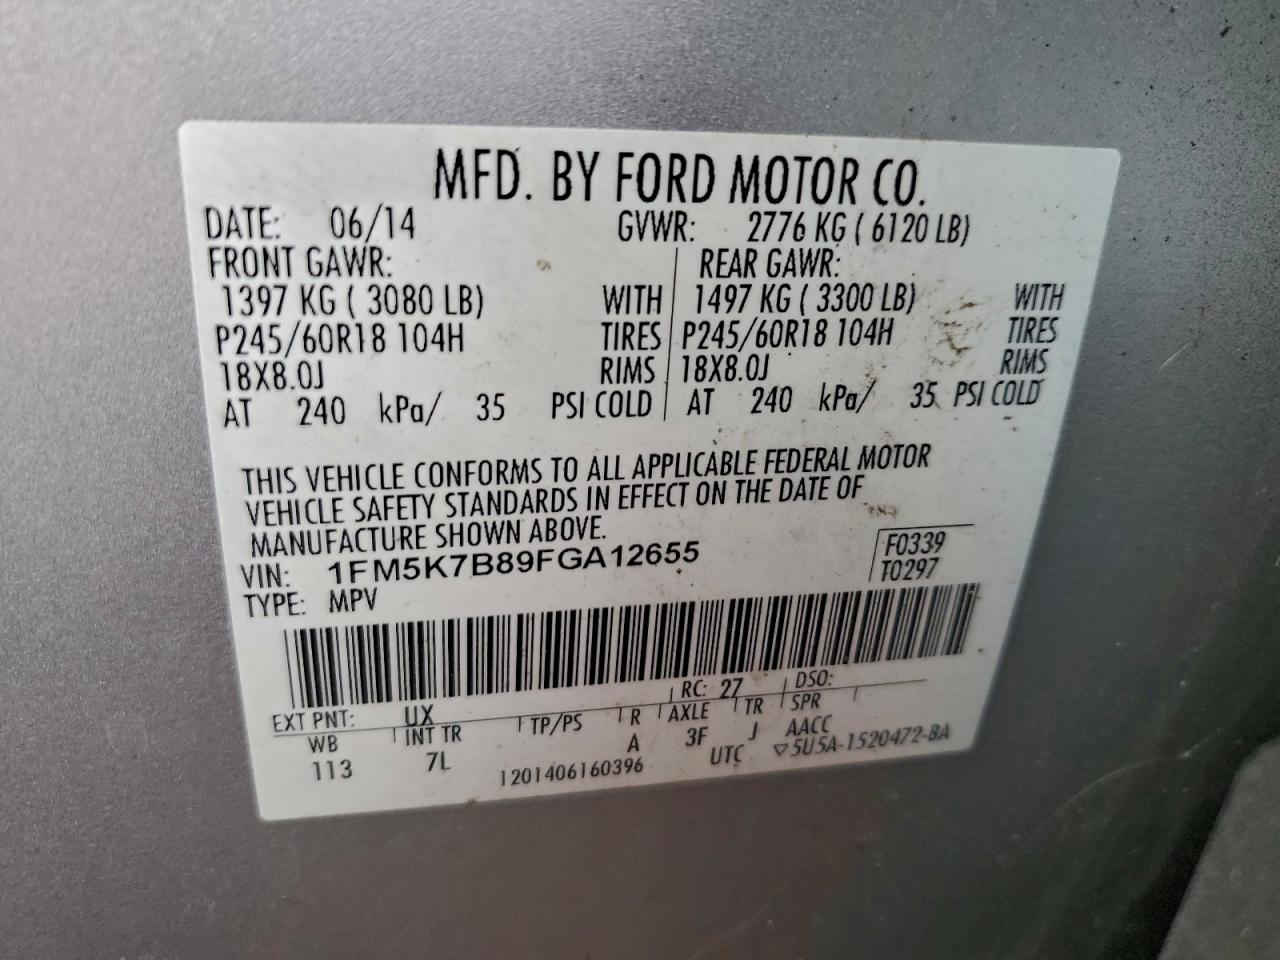 MFD. BY FORD MOTOR CO.
DATE: 06/14 GVWR: 2776 KG ( 6120 LB)
FRONT GAWR: REAR GAWR:
1397 KG ( 3080 LB) WITH 1497 KG ( 3300 LB) WITH
P245/60R18 104H TIRES P245/60R18 104H TIRES
18X8.0J RIMS 18X8.0J RIMS
AT 240 kPa/ 35 PSI COLD AT 240 kPa/ 35 PSI COLD
THIS VEHICLE CONFORMS TO ALL APPLICABLE FEDERAL MOTOR
VEHICLE SAFETY STANDARDS IN EFFECT ON THE DATE OF
MANUFACTURE SHOWN ABOVE.
VIN: 1FM5K7B89FGA12655 F0339
TYPE: MPV T0297
EXT PNT: UX RC: 27 DSO:
WB INT TR TP/PS R AXLE TR SPR
113 7L A 3F J AACC
1201406160396 UTC ▽5U5A-1520472-BA